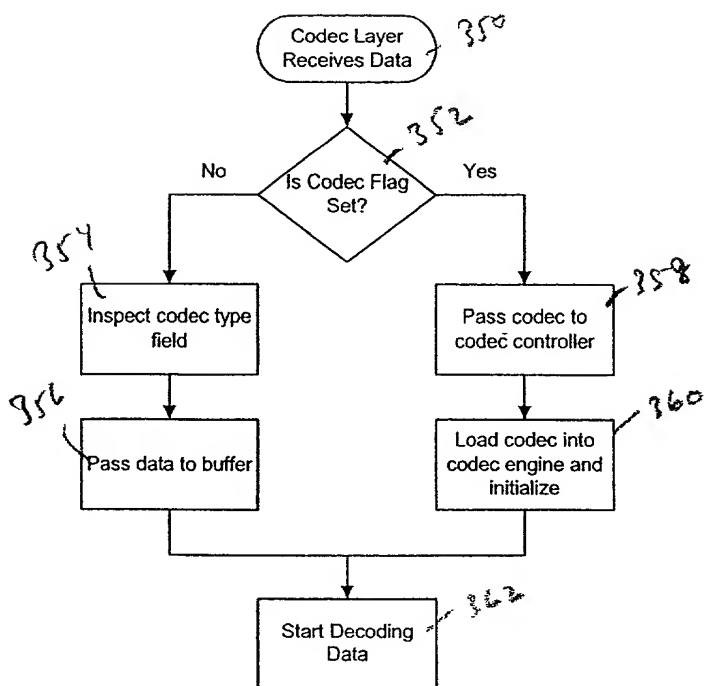 Codec Layer
Receives Data
350
352
No
Is Codec Flag
Set?
Yes
354
Inspect codec type
field
358
Pass codec to
codec controller
356
Pass data to buffer
360
Load codec into
codec engine and
initialize
362
Start Decoding
Data